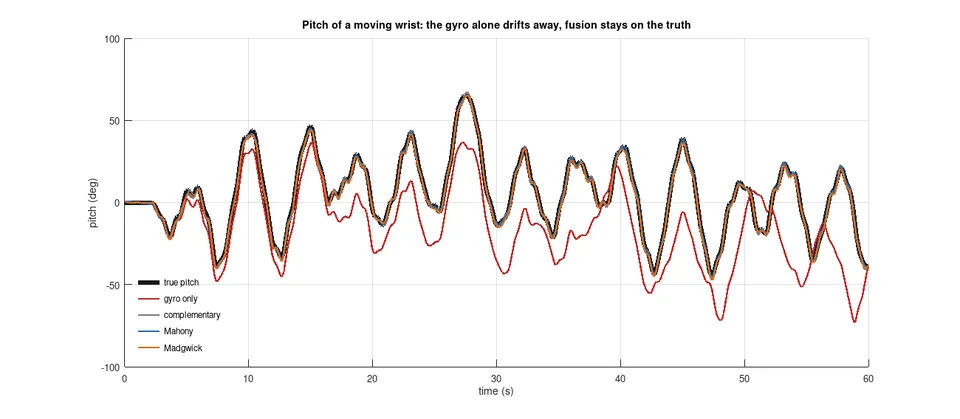 Pitch of a moving wrist: the gyro alone drifts away, fusion stays on the truth
100
50
0
-50
-100
pitch (deg)
true pitch
gyro only
complementary
Mahony
Madgwick
0 10 20 30 40 50 60
time (s)